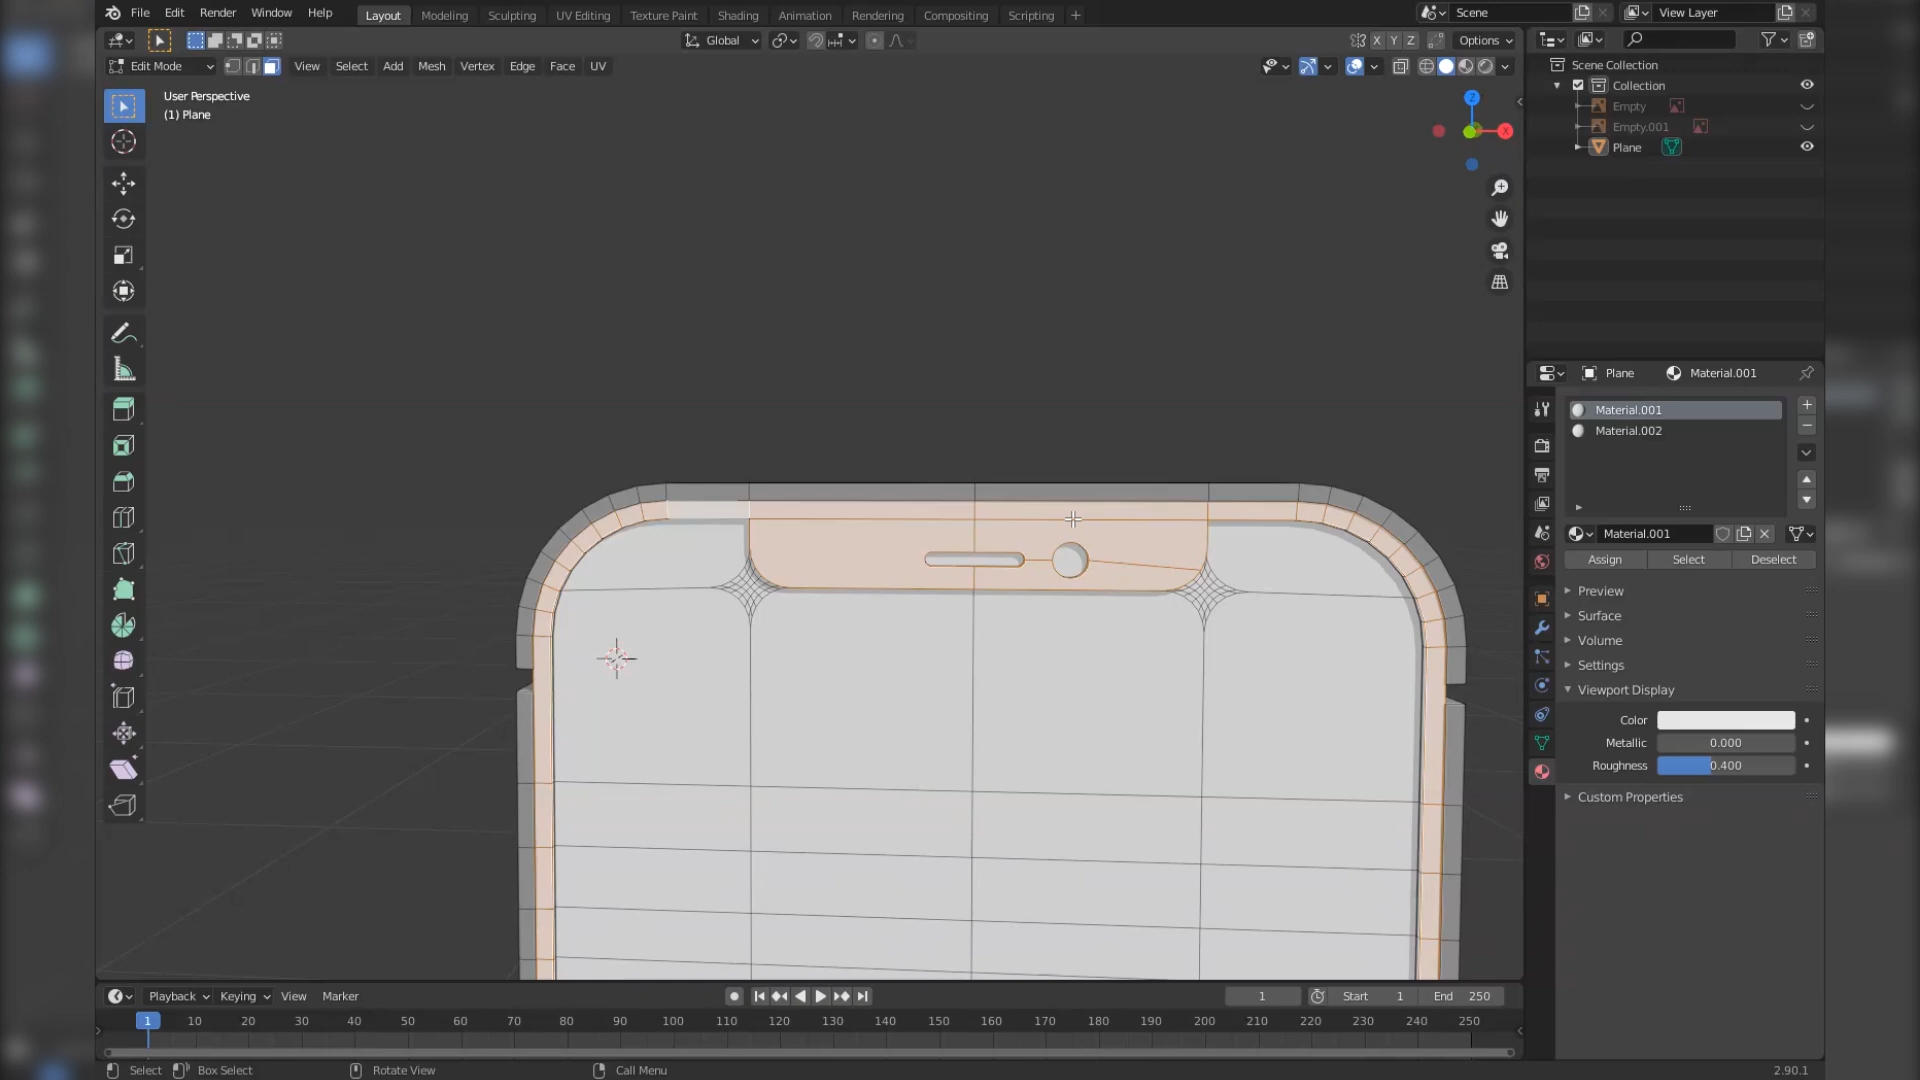 File Edit Render Window Help Layout Modeling Sculpting UV Editing Texture Paint Shading Animation Rendering Compositing Scripting + Scene View Layer
Global X Y Z Options
Edit Mode View Select Add Mesh Vertex Edge Face UV
User Perspective
(1) Plane
Z
X
Scene Collection
Collection
Empty
Empty.001
Plane
Plane Material.001
Material.001
Material.002
Material.001
Assign Select Deselect
Preview
Surface
Volume
Settings
Viewport Display
Color
Metallic 0.000
Roughness 0.400
Custom Properties
Playback Keying View Marker 1 Start 1 End 250
1 10 20 30 40 50 60 70 80 90 100 110 120 130 140 150 160 170 180 190 200 210 220 230 240 250
Select Box Select Rotate View Call Menu 2.90.1